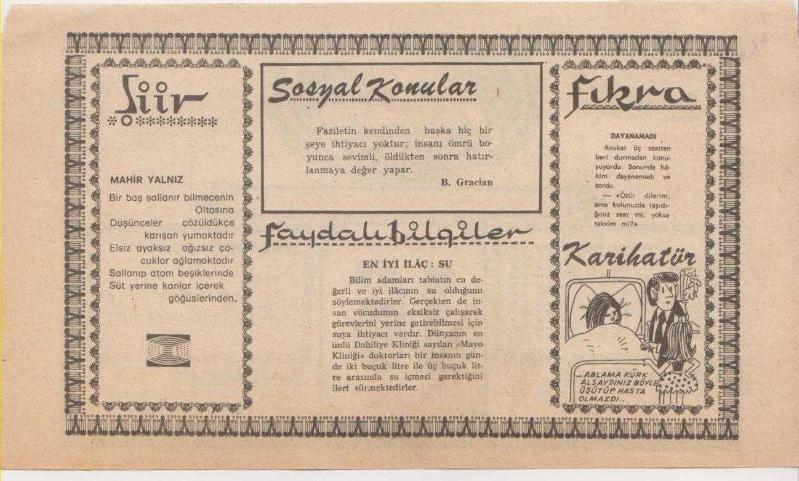 Şiir
MAHİR YALNIZ
Bir baş sallanır bilmecenin
Oltasına
Düşünceler çözüldükçe
karışan yumaktadır
Elsiz ayaksız ağızsız ço-
cuklar ağlamaktadır
Sallanıp atom beşiklerinde
Süt yerine kanlar içerek
göğüslerinden.
Sosyal Konular
Faziletin kendinden başka hiç bir
şeye ihtiyacı yoktur; insanı ömrü bo-
yunca sevimli, öldükten sonra hatır-
lanmaya değer yapar.
B. Gracian
faydalı bilgiler
EN İYİ İLÂÇ : SU
Bilim adamları tabiatın en de-
ğerli ve iyi ilâcının su olduğunu
söylemektedirler. Gerçekten de in-
san vücudunun eksiksiz çalışarak
görevlerini yerine getirebilmesi için
suya ihtiyacı vardır. Dünyanın en
ünlü Dahiliye Kliniği sayılan «Mayo
Kliniği» doktorları bir insanın gün-
de iki buçuk litre ile üç buçuk lit-
re arasında su içmesi gerektiğini
ileri sürmektedirler.
fıkra
DAYANAMADI
Avukat üç saatten
beri durmadan konu-
şuyordu. Sonunda hâ-
kim dayanamadı ve
sordu.
— «Özür dilerim,
ama kolunuzda taşıdı-
ğınız saat mi, yoksa
takvim mi?»
Karihatür
...ABLAMA KÜRK
ALSAYDINIZ BÖYLE
ÜŞÜTÜP HASTA
OLMAZDI..